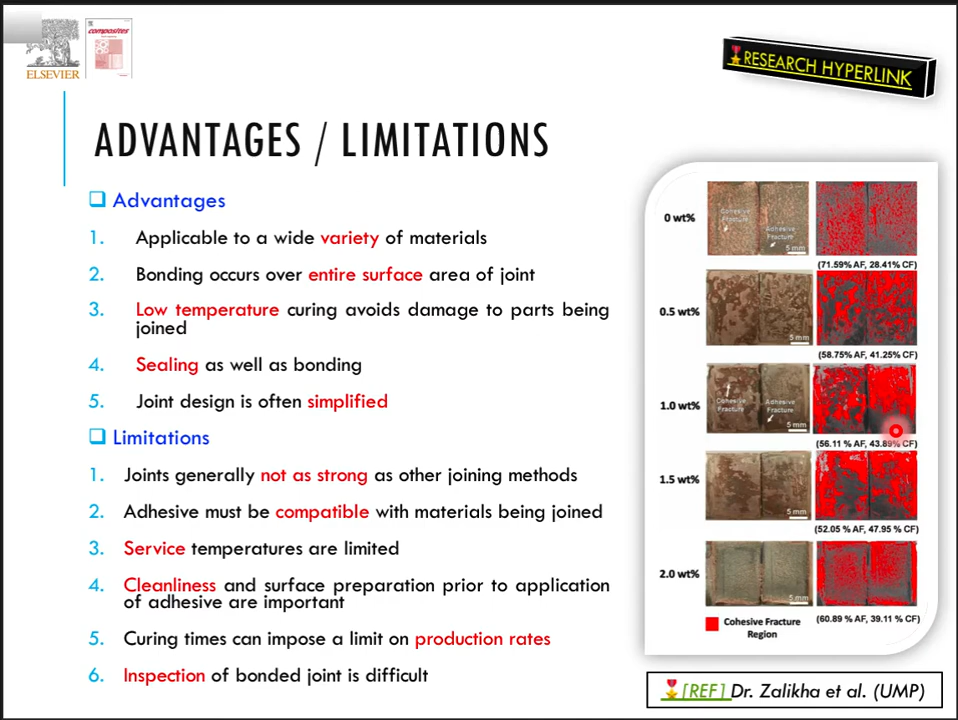 ELSEVIER
composites
RESEARCH HYPERLINK
ADVANTAGES / LIMITATIONS
Advantages
1. Applicable to a wide variety of materials
2. Bonding occurs over entire surface area of joint
3. Low temperature curing avoids damage to parts being
joined
4. Sealing as well as bonding
5. Joint design is often simplified
Limitations
1. Joints generally not as strong as other joining methods
2. Adhesive must be compatible with materials being joined
3. Service temperatures are limited
4. Cleanliness and surface preparation prior to application
of adhesive are important
5. Curing times can impose a limit on production rates
6. Inspection of bonded joint is difficult
0 wt%
Cohesive
Fracture
Adhesive
Fracture
5 mm
(71.59% AF, 28.41% CF)
0.5 wt%
5 mm
(58.75% AF, 41.25% CF)
1.0 wt%
Cohesive
Fracture
Adhesive
Fracture
5 mm
(56.11 % AF, 43.89% CF)
1.5 wt%
5 mm
(52.05 % AF, 47.95 % CF)
2.0 wt%
5 mm
(60.89 % AF, 39.11 % CF)
Cohesive Fracture
Region
[REF] Dr. Zalikha et al. (UMP)